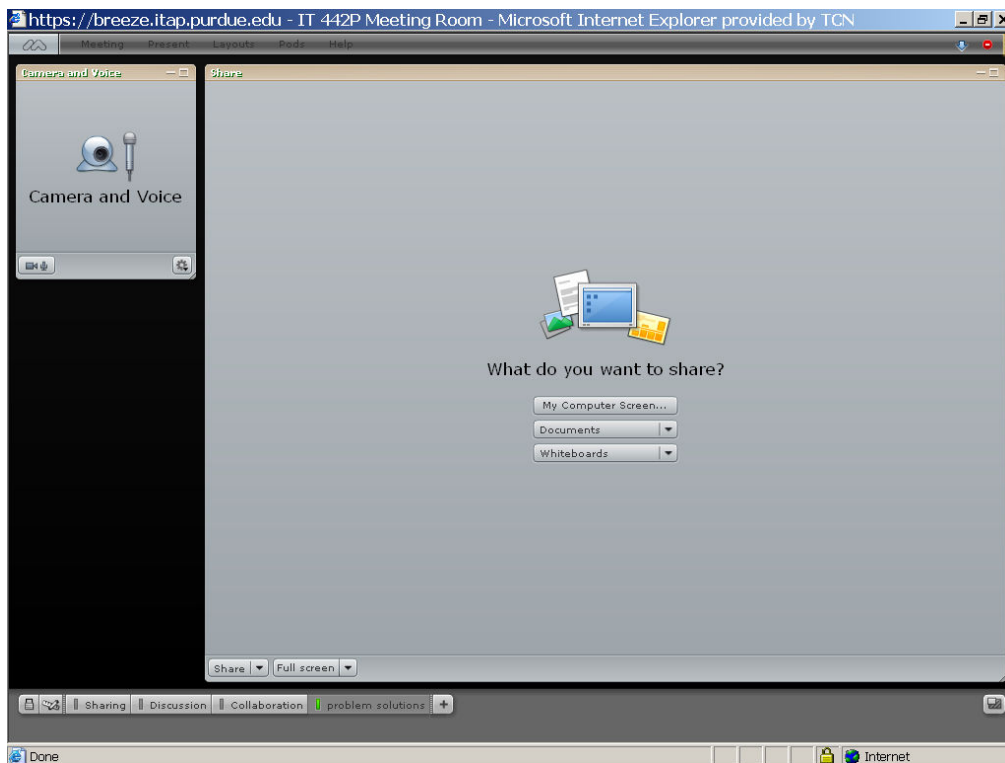 https://breeze.itap.purdue.edu - IT 442P Meeting Room - Microsoft Internet Explorer provided by TCN
Meeting Present Layouts Pods Help
Camera and Voice
Share
Camera and Voice
What do you want to share?
My Computer Screen...
Documents
Whiteboards
Share Full screen
Sharing Discussion Collaboration problem solutions +
Done Internet